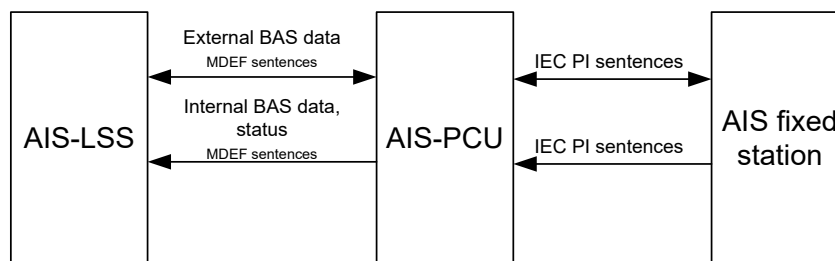 External BAS data
MDEF sentences
Internal BAS data,
status
MDEF sentences
AIS-LSS
AIS-PCU
IEC PI sentences
IEC PI sentences
AIS fixed
station